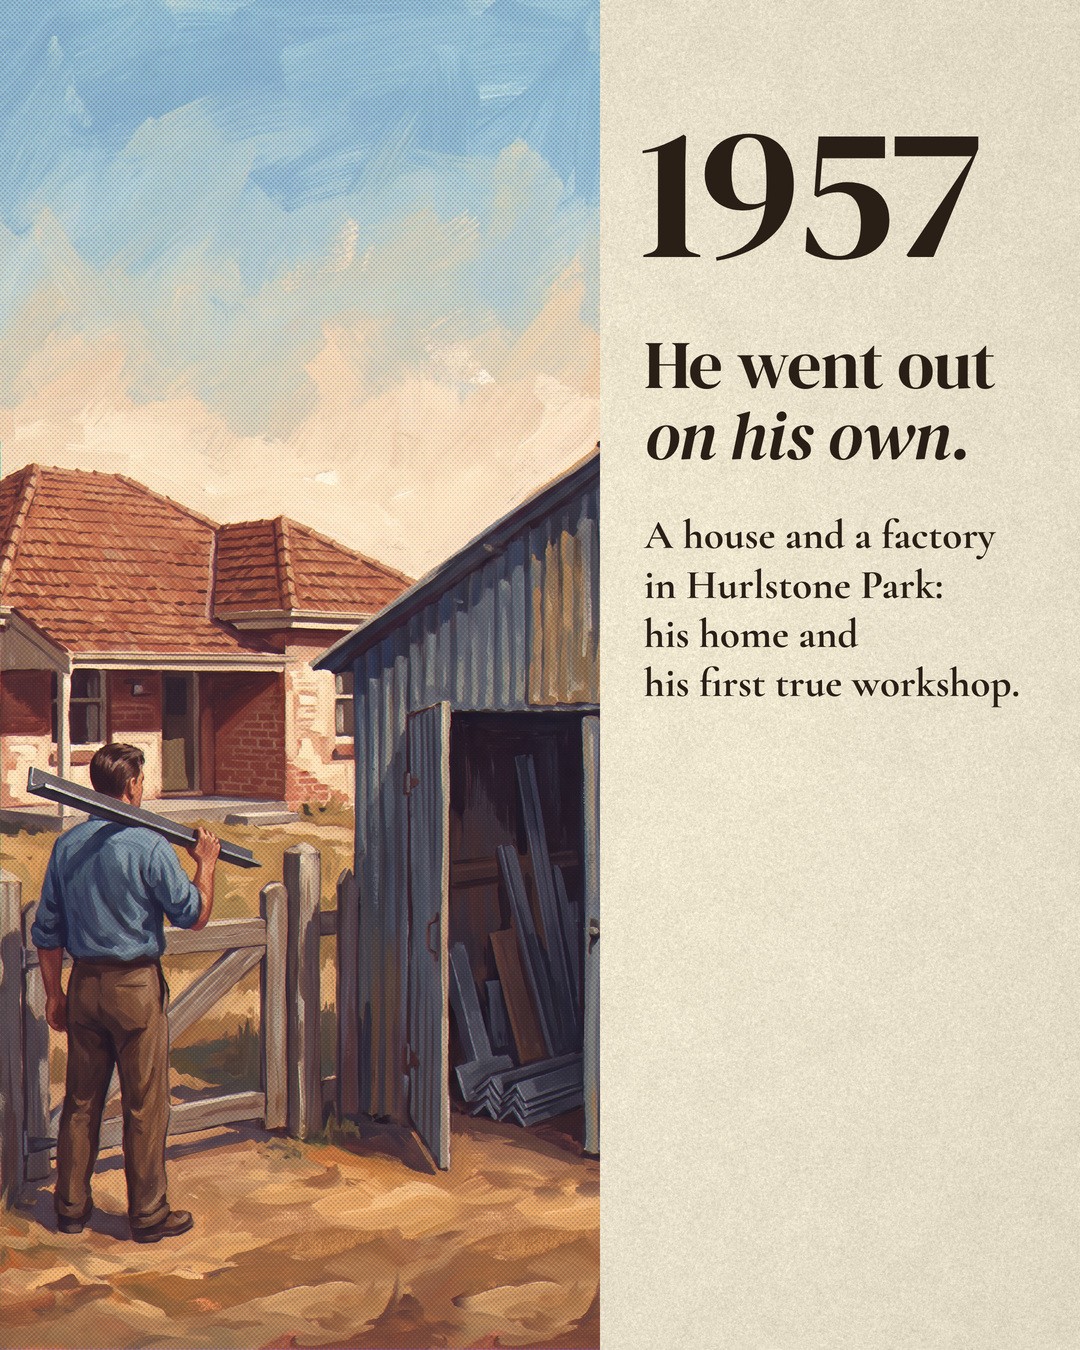 1957
He went out
on his own.
A house and a factory
in Hurlstone Park:
his home and
his first true workshop.